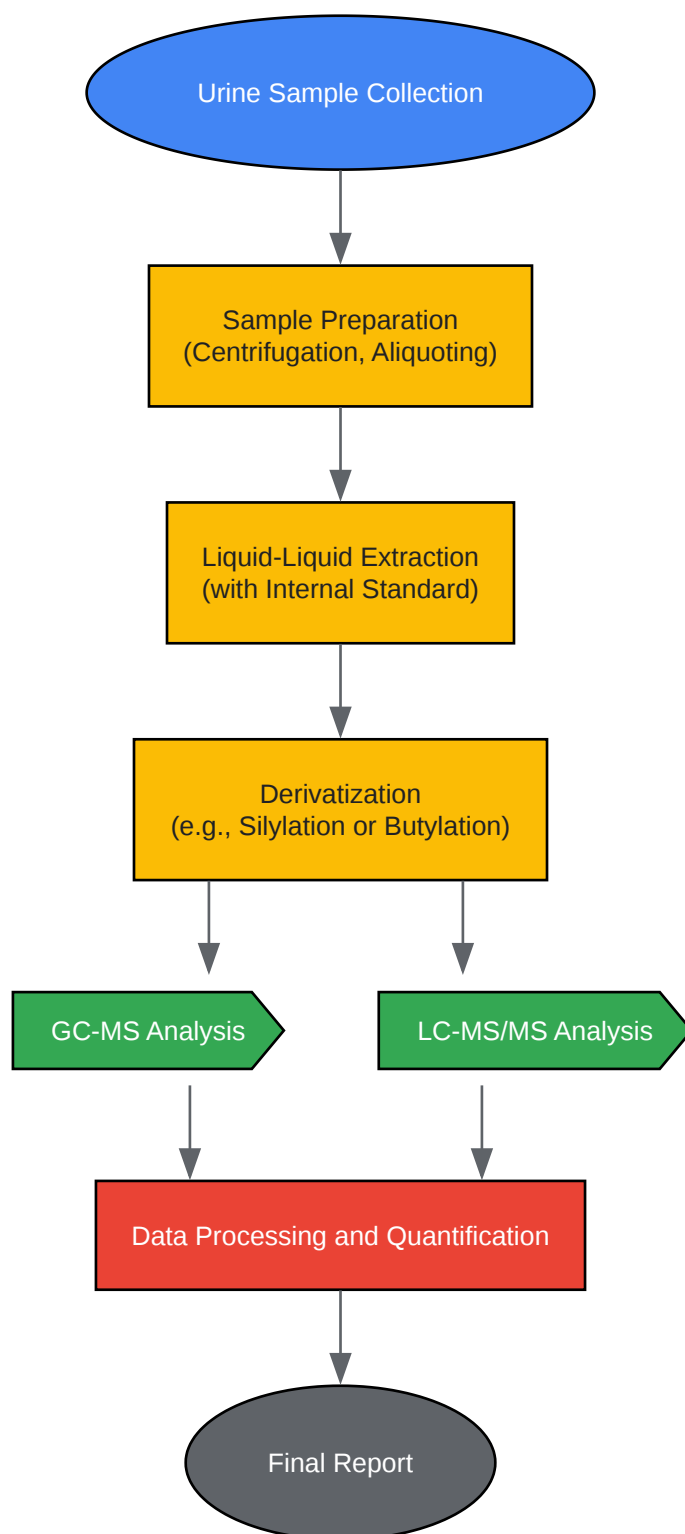 Urine Sample Collection
Sample Preparation
(Centrifugation, Aliquoting)
Liquid-Liquid Extraction
(with Internal Standard)
Derivatization
(e.g., Silylation or Butylation)
GC-MS Analysis
LC-MS/MS Analysis
Data Processing and Quantification
Final Report